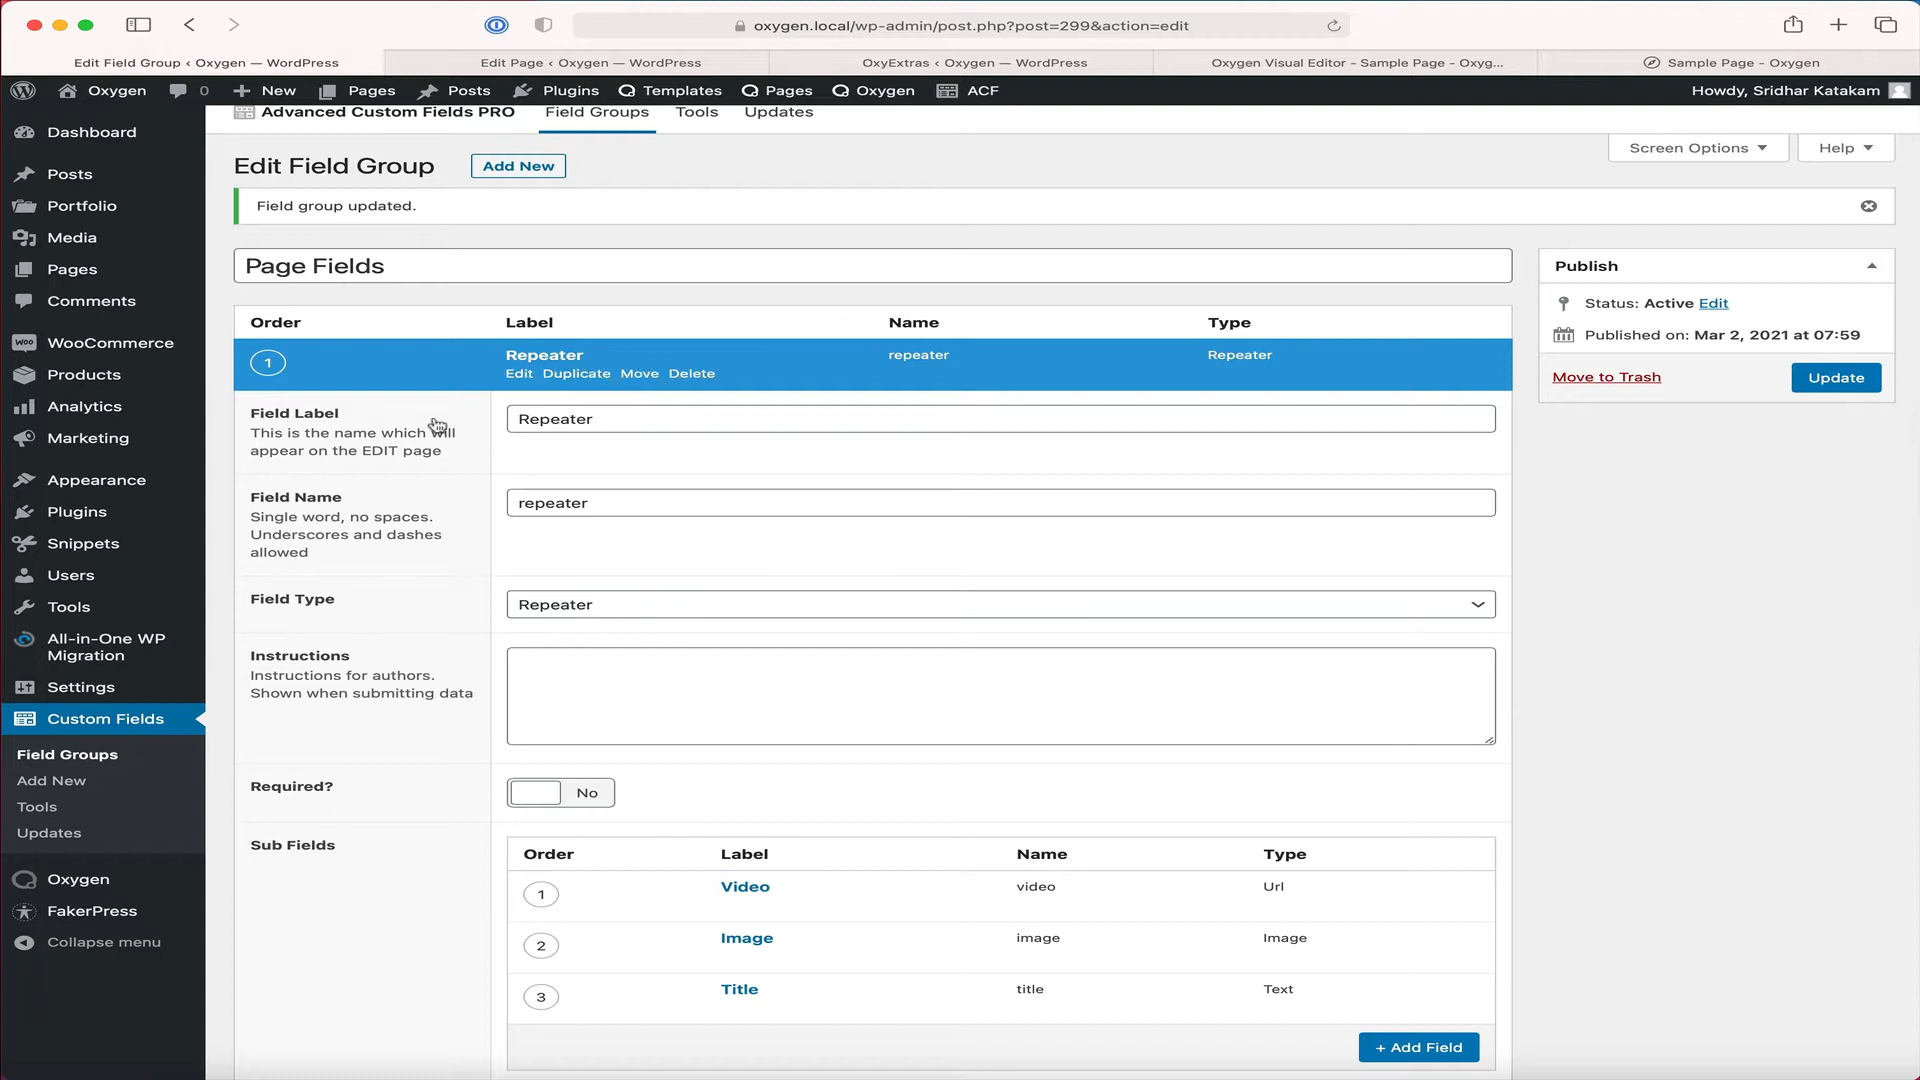 oxygen.local/wp-admin/post.php?post=299&action=edit
Edit Field Group ‹ Oxygen — WordPress
Edit Page ‹ Oxygen — WordPress
OxyExtras ‹ Oxygen — WordPress
Oxygen Visual Editor - Sample Page - Oxyg...
Sample Page - Oxygen
Oxygen
0
New
Pages
Posts
Plugins
Templates
Pages
Oxygen
ACF
Howdy, Sridhar Katakam
Dashboard
Posts
Portfolio
Media
Pages
Comments
WooCommerce
Products
Analytics
Marketing
Appearance
Plugins
Snippets
Users
Tools
All-in-One WP
Migration
Settings
Custom Fields
Field Groups
Add New
Tools
Updates
Oxygen
FakerPress
Collapse menu
Advanced Custom Fields PRO
Field Groups
Tools
Updates
Screen Options
Help
Edit Field Group
Add New
Field group updated.
Page Fields
Order
Label
Name
Type
1
Repeater
repeater
Repeater
Edit Duplicate Move Delete
Field Label
This is the name which will
appear on the EDIT page
Repeater
Field Name
Single word, no spaces.
Underscores and dashes
allowed
repeater
Field Type
Repeater
Instructions
Instructions for authors.
Shown when submitting data
Required?
No
Sub Fields
Order
Label
Name
Type
1
Video
video
Url
2
Image
image
Image
3
Title
title
Text
+ Add Field
Publish
Status: Active Edit
Published on: Mar 2, 2021 at 07:59
Move to Trash
Update